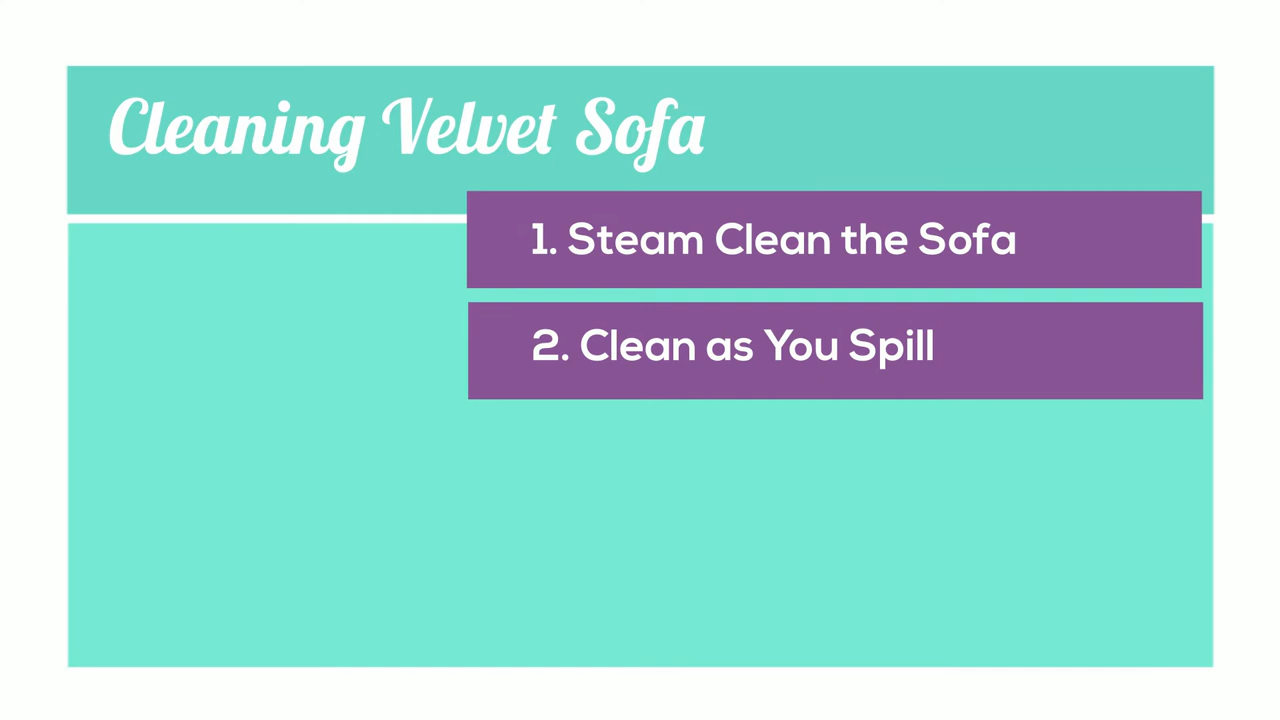 Cleaning Velvet Sofa
1. Steam Clean the Sofa
2. Clean as You Spill